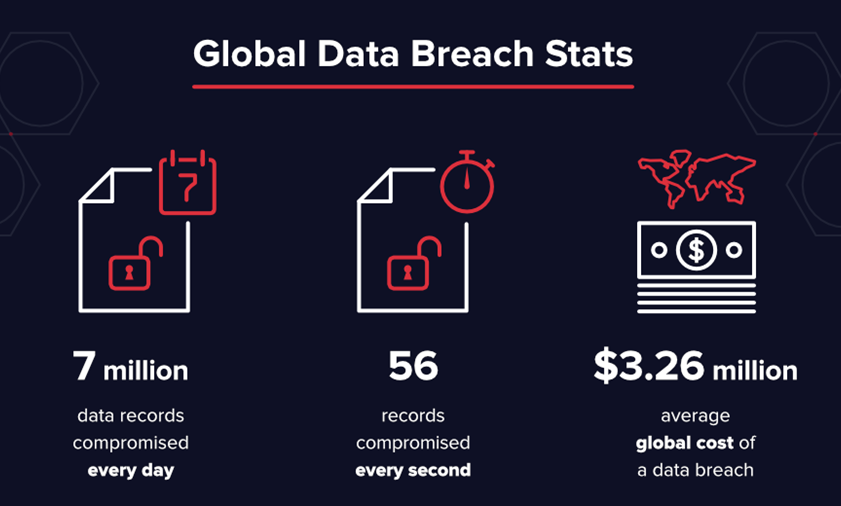 Global Data Breach Stats
7
7 million
data records
compromised
every day
56
records
compromised
every second
$
$3.26 million
average
global cost of
a data breach